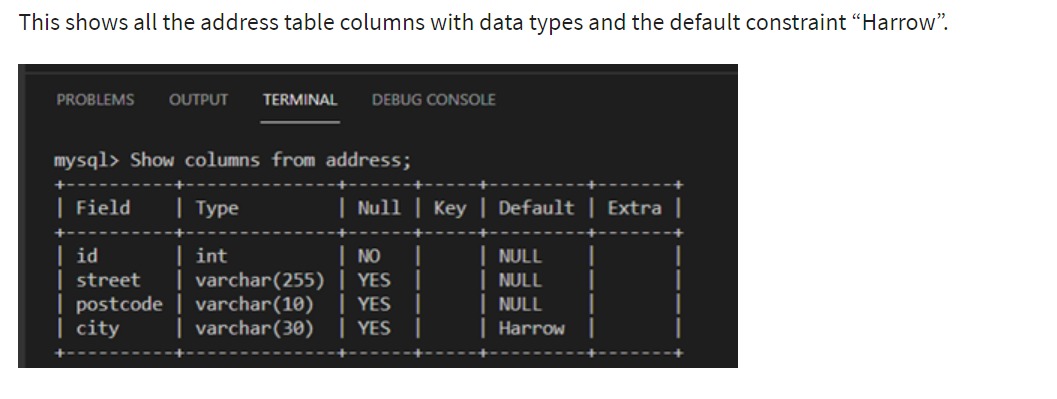 This shows all the address table columns with data types and the default constraint “Harrow”.
PROBLEMS OUTPUT TERMINAL DEBUG CONSOLE
mysql> Show columns from address;
+----------+--------------+------+-----+---------+-------+
| Field | Type | Null | Key | Default | Extra |
+----------+--------------+------+-----+---------+-------+
| id | int | NO | | NULL | |
| street | varchar(255) | YES | | NULL | |
| postcode | varchar(10) | YES | | NULL | |
| city | varchar(30) | YES | | Harrow | |
+----------+--------------+------+-----+---------+-------+